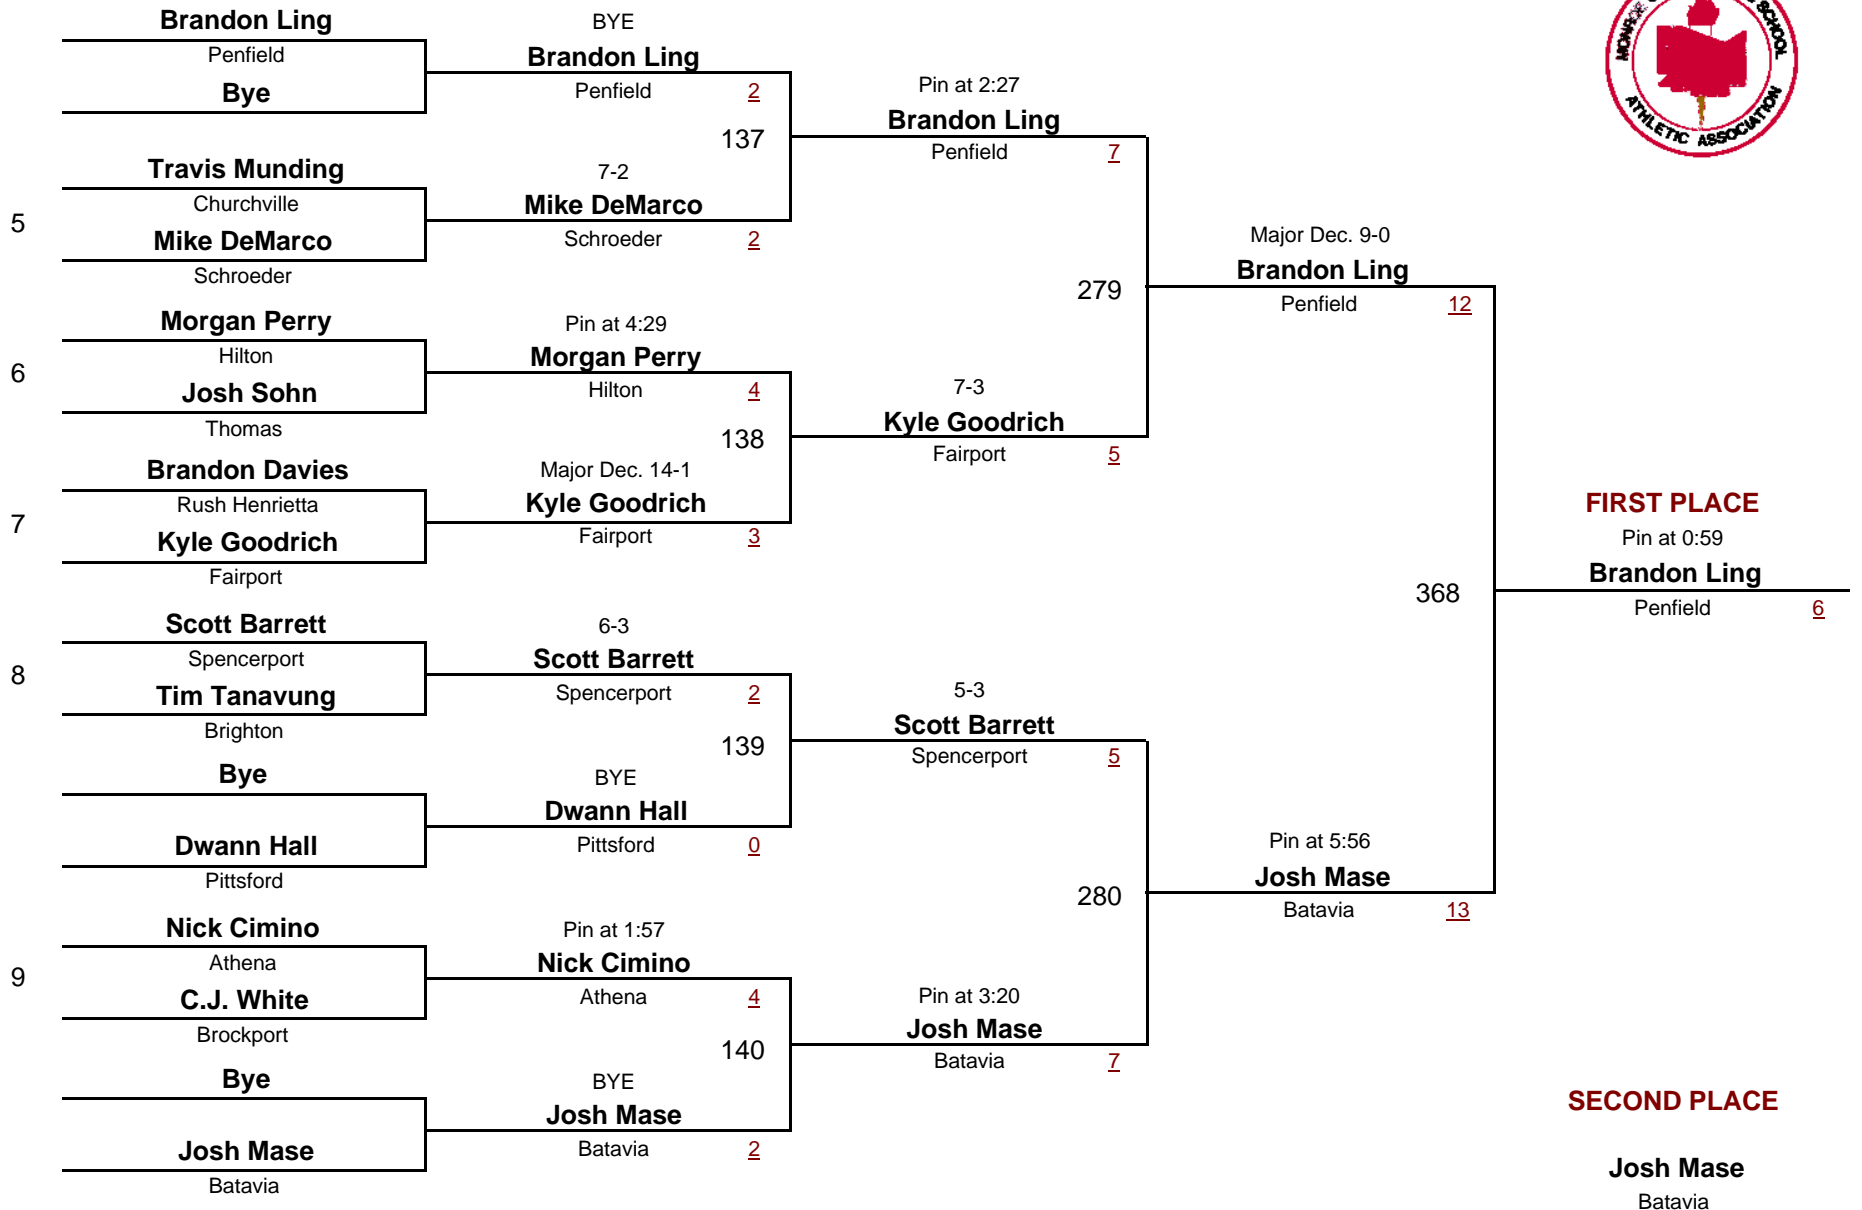 Brandon Ling
Penfield
Bye
5
Travis Munding
Churchville
Mike DeMarco
Schroeder
6
Morgan Perry
Hilton
Josh Sohn
Thomas
7
Brandon Davies
Rush Henrietta
Kyle Goodrich
Fairport
8
Scott Barrett
Spencerport
Tim Tanavung
Brighton
Bye
Dwann Hall
Pittsford
9
Nick Cimino
Athena
C.J. White
Brockport
Bye
Josh Mase
Batavia
BYE
Brandon Ling
Penfield 2
137
7-2
Mike DeMarco
Schroeder 2
Pin at 4:29
Morgan Perry
Hilton 4
138
Major Dec. 14-1
Kyle Goodrich
Fairport 3
6-3
Scott Barrett
Spencerport 2
139
BYE
Dwann Hall
Pittsford 0
Pin at 1:57
Nick Cimino
Athena 4
140
BYE
Josh Mase
Batavia 2
Pin at 2:27
Brandon Ling
Penfield 7
279
7-3
Kyle Goodrich
Fairport 5
5-3
Scott Barrett
Spencerport 5
280
Pin at 3:20
Josh Mase
Batavia 7
Major Dec. 9-0
Brandon Ling
Penfield 12
368
Pin at 5:56
Josh Mase
Batavia 13
SCHOOL
ATHLETIC ASSOCIATION
FIRST PLACE
Pin at 0:59
Brandon Ling
Penfield 6
SECOND PLACE
Josh Mase
Batavia